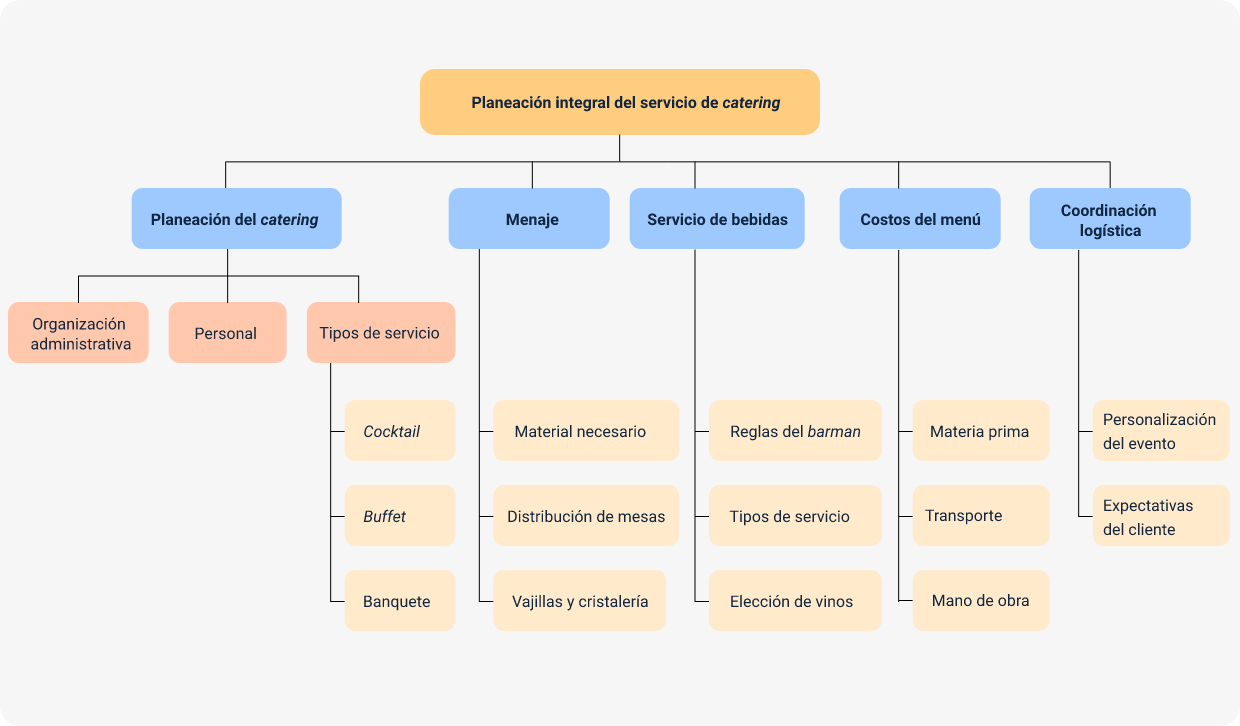 Planeación integral del servicio de catering
Planeación del catering
Menaje
Servicio de bebidas
Costos del menú
Coordinación
logística
Organización
administrativa
Personal
Tipos de servicio
Cocktail
Material necesario
Reglas del barman
Materia prima
Personalización
del evento
Buffet
Distribución de mesas
Tipos de servicio
Transporte
Expectativas
del cliente
Banquete
Vajillas y cristalería
Elección de vinos
Mano de obra